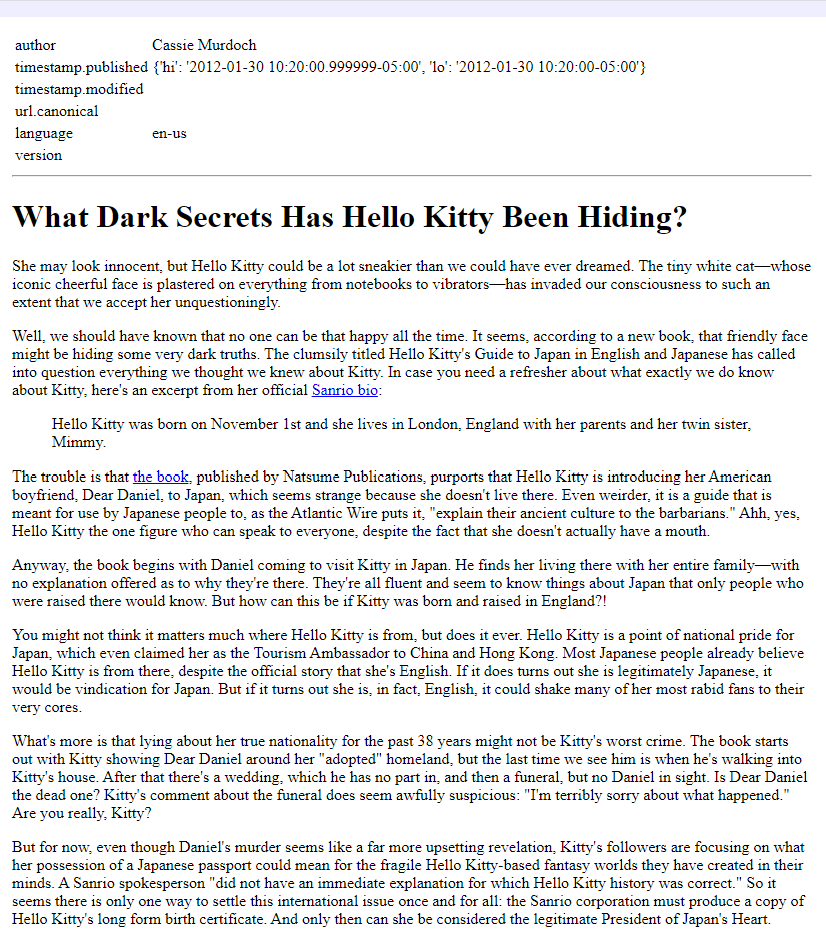 author Cassie Murdoch
timestamp.published {'hi': '2012-01-30 10:20:00.999999-05:00', 'lo': '2012-01-30 10:20:00-05:00'}
timestamp.modified
url.canonical
language en-us
version
What Dark Secrets Has Hello Kitty Been Hiding?
She may look innocent, but Hello Kitty could be a lot sneakier than we could have ever dreamed. The tiny white cat—whose
iconic cheerful face is plastered on everything from notebooks to vibrators—has invaded our consciousness to such an
extent that we accept her unquestioningly.
Well, we should have known that no one can be that happy all the time. It seems, according to a new book, that friendly face
might be hiding some very dark truths. The clumsily titled Hello Kitty's Guide to Japan in English and Japanese has called
into question everything we thought we knew about Kitty. In case you need a refresher about what exactly we do know
about Kitty, here's an excerpt from her official Sanrio bio:
Hello Kitty was born on November 1st and she lives in London, England with her parents and her twin sister,
Mimmy.
The trouble is that the book, published by Natsume Publications, purports that Hello Kitty is introducing her American
boyfriend, Dear Daniel, to Japan, which seems strange because she doesn't live there. Even weirder, it is a guide that is
meant for use by Japanese people to, as the Atlantic Wire puts it, "explain their ancient culture to the barbarians." Ahh, yes,
Hello Kitty the one figure who can speak to everyone, despite the fact that she doesn't actually have a mouth.
Anyway, the book begins with Daniel coming to visit Kitty in Japan. He finds her living there with her entire family—with
no explanation offered as to why they're there. They're all fluent and seem to know things about Japan that only people who
were raised there would know. But how can this be if Kitty was born and raised in England?!
You might not think it matters much where Hello Kitty is from, but does it ever. Hello Kitty is a point of national pride for
Japan, which even claimed her as the Tourism Ambassador to China and Hong Kong. Most Japanese people already believe
Hello Kitty is from there, despite the official story that she's English. If it does turns out she is legitimately Japanese, it
would be vindication for Japan. But if it turns out she is, in fact, English, it could shake many of her most rabid fans to their
very cores.
What's more is that lying about her true nationality for the past 38 years might not be Kitty's worst crime. The book starts
out with Kitty showing Dear Daniel around her "adopted" homeland, but the last time we see him is when he's walking into
Kitty's house. After that there's a wedding, which he has no part in, and then a funeral, but no Daniel in sight. Is Dear Daniel
the dead one? Kitty's comment about the funeral does seem awfully suspicious: "I'm terribly sorry about what happened."
Are you really, Kitty?
But for now, even though Daniel's murder seems like a far more upsetting revelation, Kitty's followers are focusing on what
her possession of a Japanese passport could mean for the fragile Hello Kitty-based fantasy worlds they have created in their
minds. A Sanrio spokesperson "did not have an immediate explanation for which Hello Kitty history was correct." So it
seems there is only one way to settle this international issue once and for all: the Sanrio corporation must produce a copy of
Hello Kitty's long form birth certificate. And only then can she be considered the legitimate President of Japan's Heart.